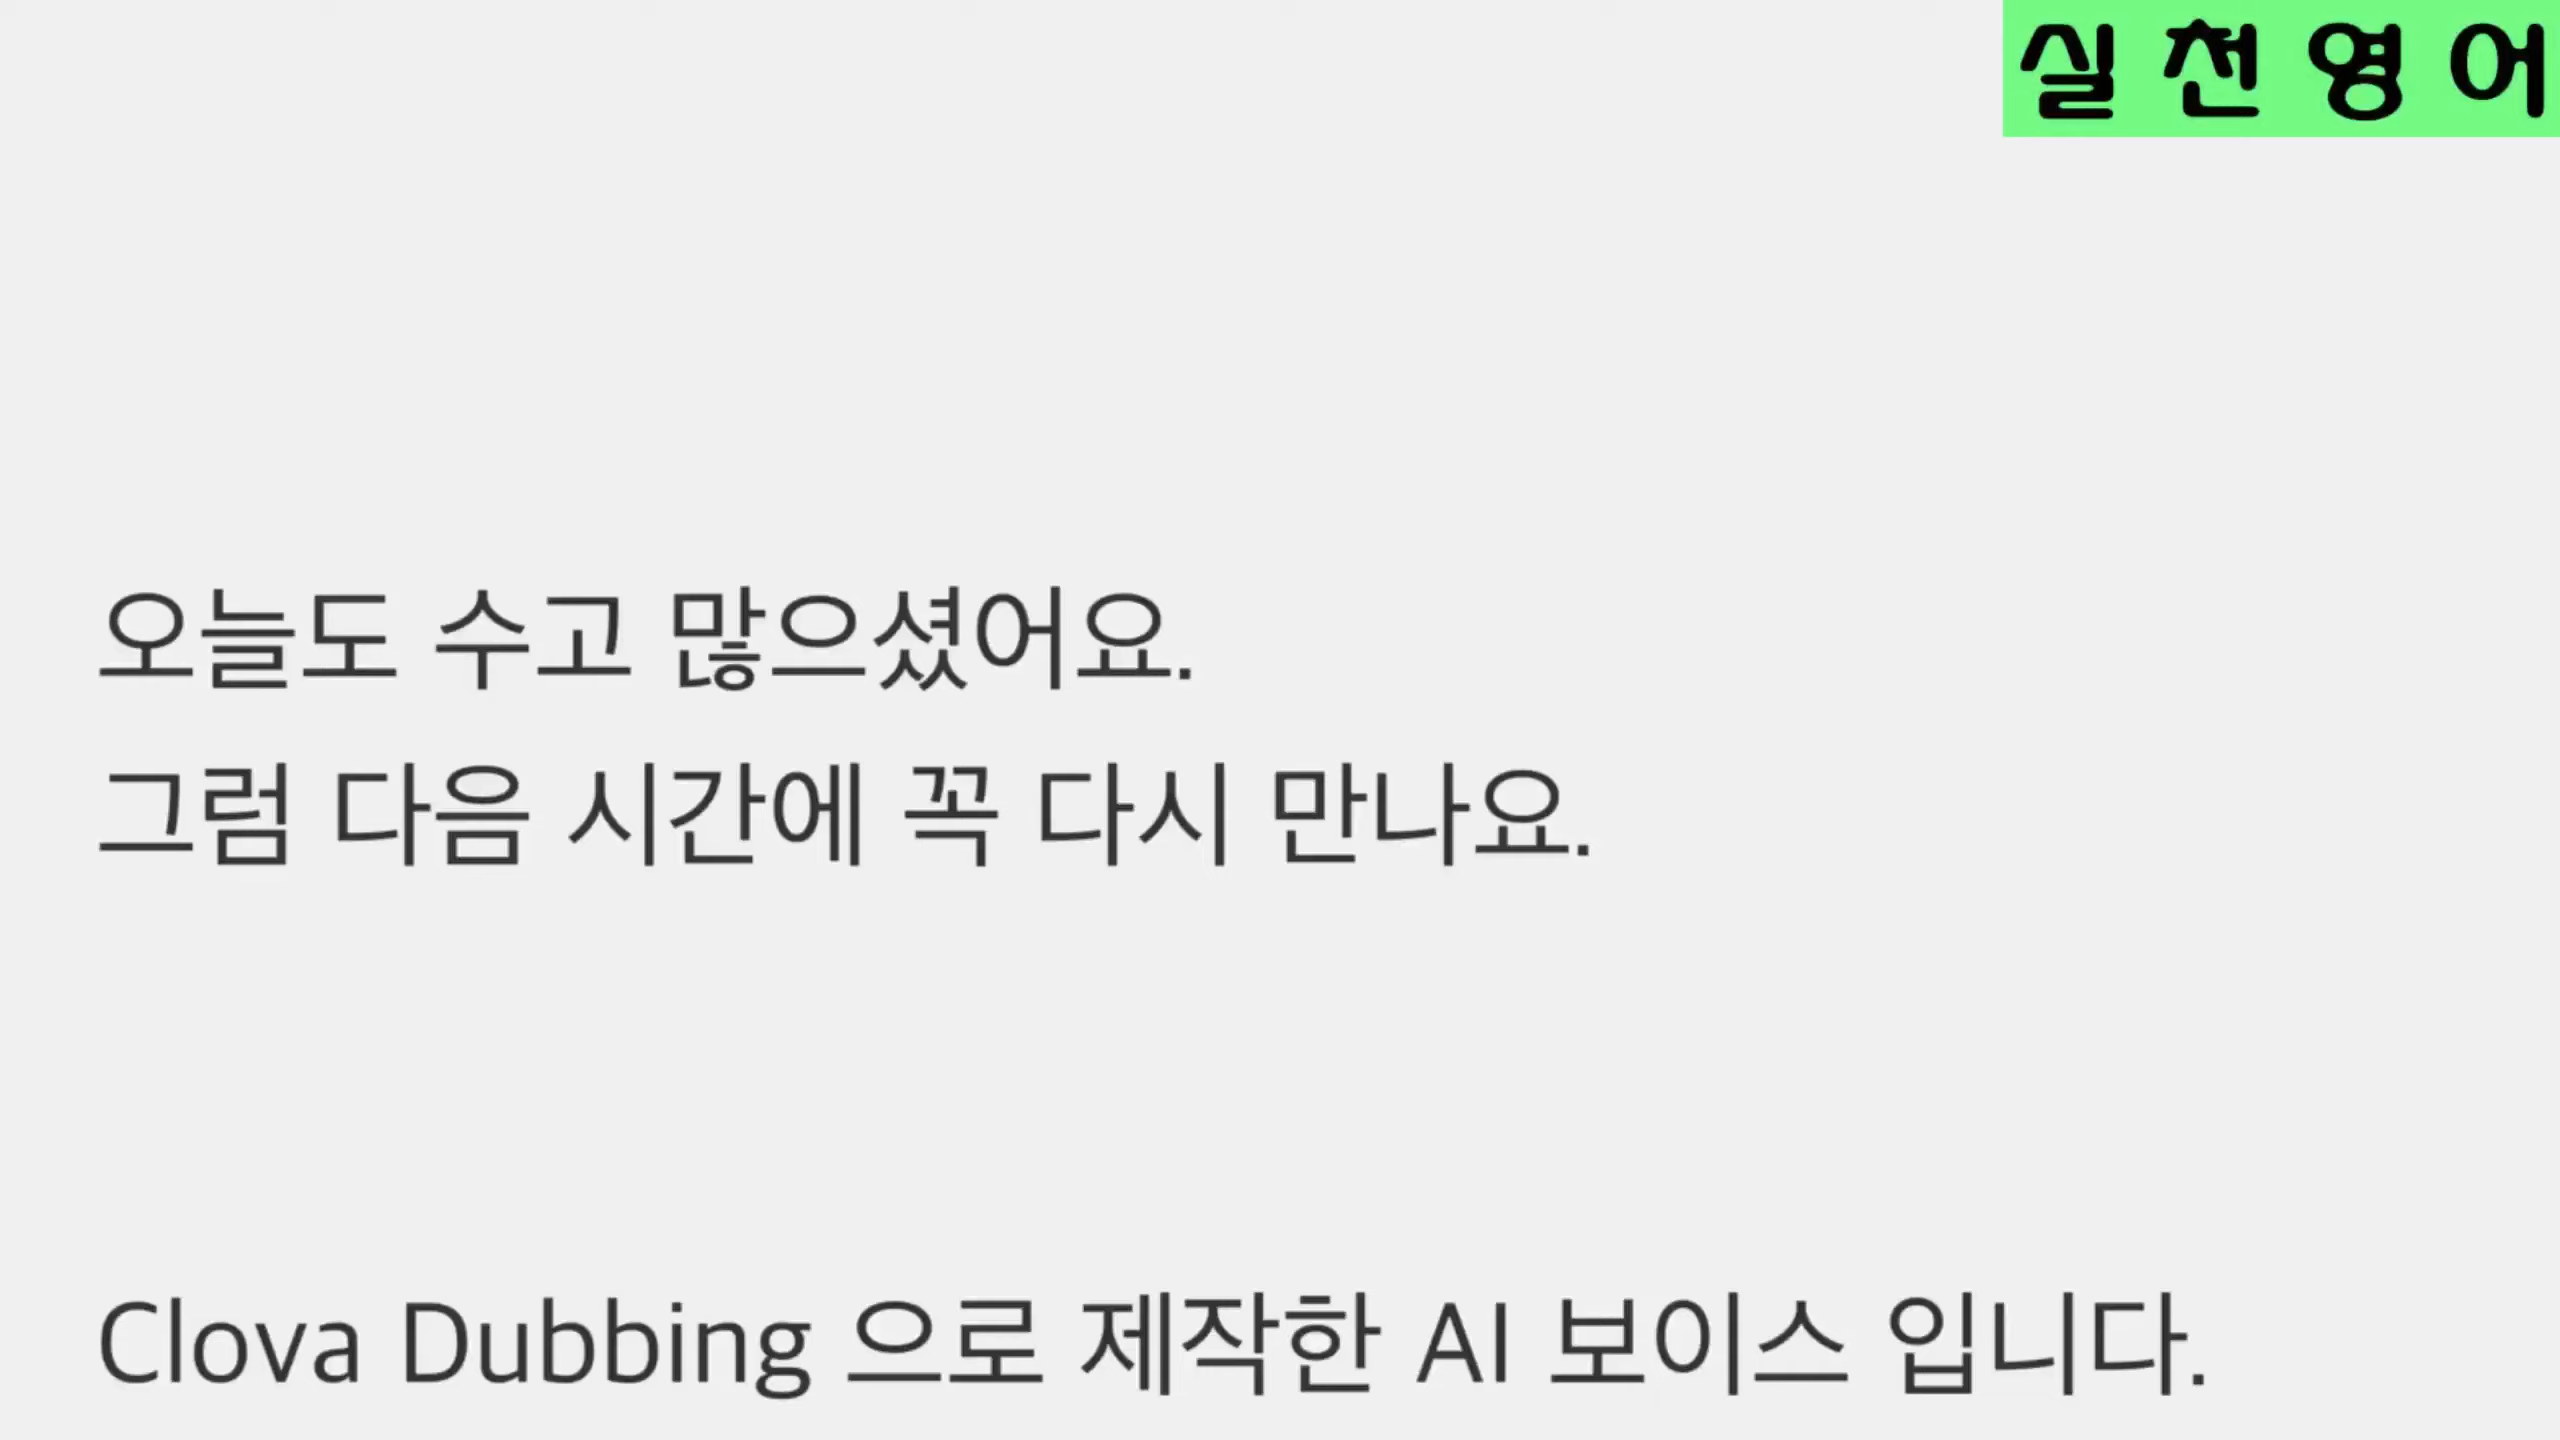 실천영어
오늘도 수고 많으셨어요.
그럼 다음 시간에 꼭 다시 만나요.
Clova Dubbing 으로 제작한 AI 보이스 입니다.